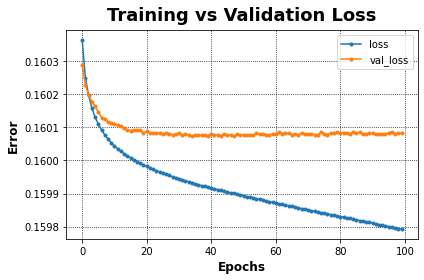 Training vs Validation Loss
loss
val_loss
Error
0.1603
0.1602
0.1601
0.1600
0.1599
0.1598
0 20 40 60 80 100
Epochs